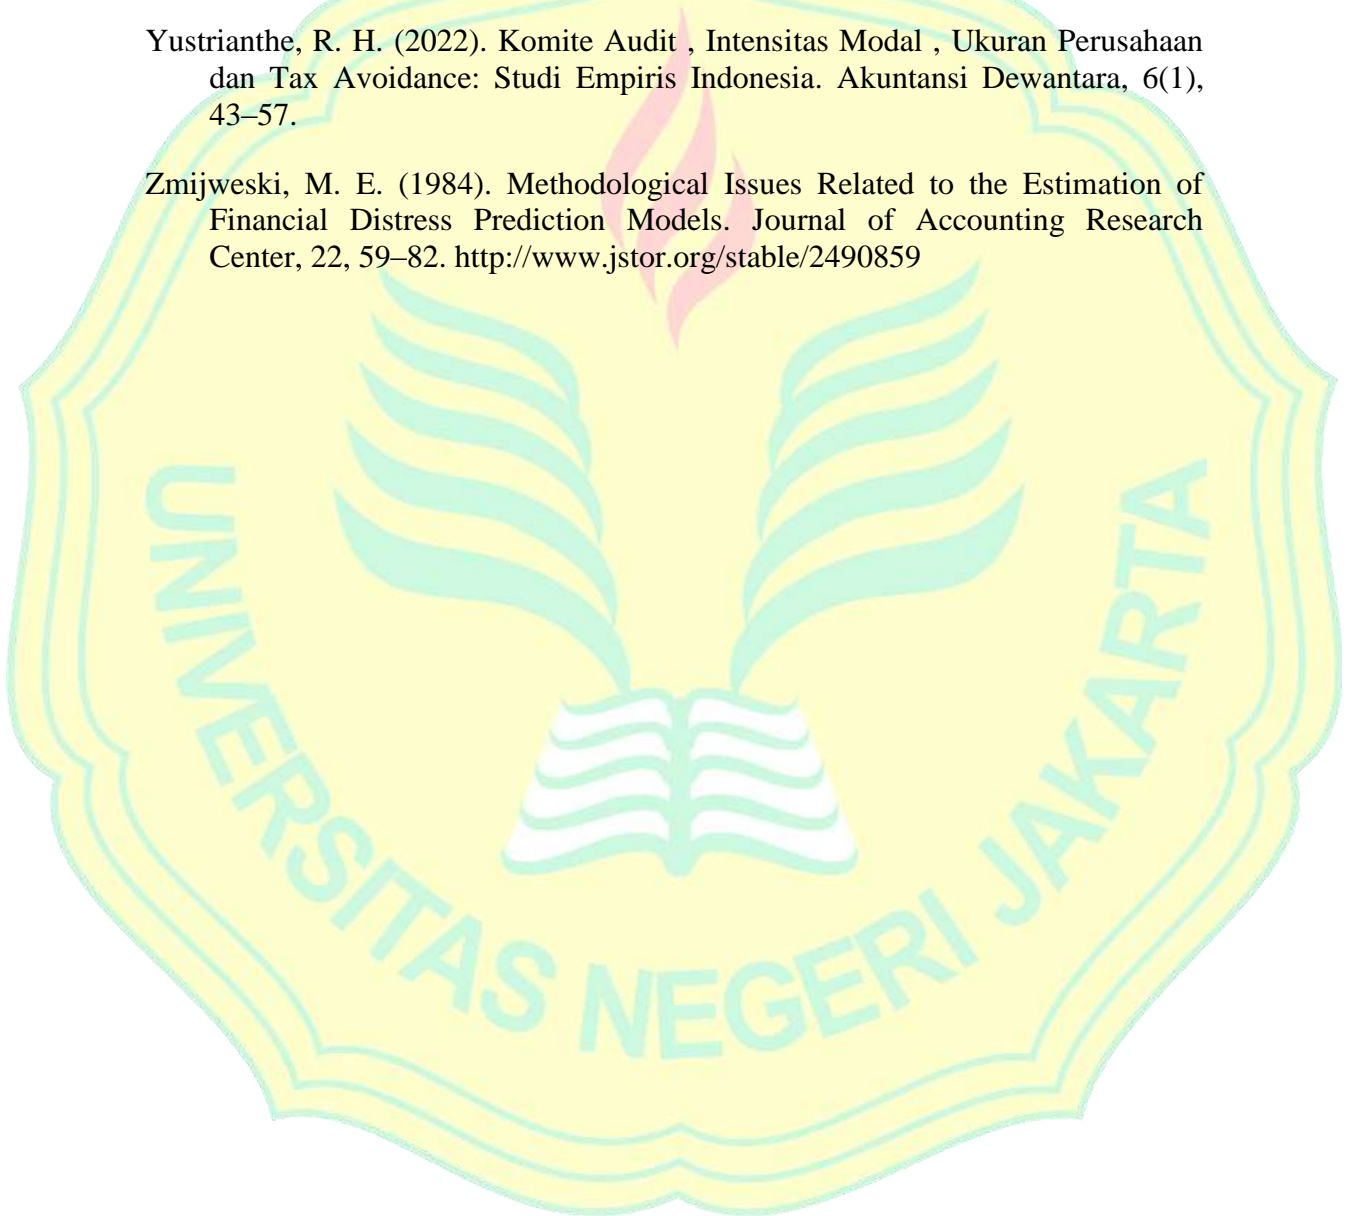 Yustrianthe, R. H. (2022). Komite Audit , Intensitas Modal , Ukuran Perusahaan
dan Tax Avoidance: Studi Empiris Indonesia. Akuntansi Dewantara, 6(1),
43–57.
Zmijweski, M. E. (1984). Methodological Issues Related to the Estimation of
Financial Distress Prediction Models. Journal of Accounting Research
Center, 22, 59–82. http://www.jstor.org/stable/2490859
UNIVERSITAS NEGERI JAKARTA